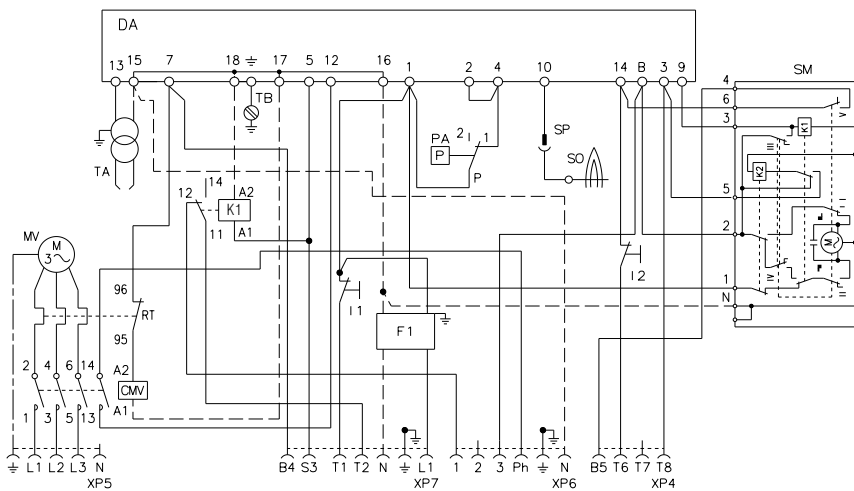 DA
13 15 7 18 17 5 12 16 1 2 4 10 14 B 3 9
TB
TA
PA
P
2 1
P
SP
SO
SM
4
6
3
5
2
1
N
V
K1
III
K2
I
M
IV
II
12 14 A2
K1
11 A1
MV
M
3
96
RT
95
I1
I2
F1
2 4 6 14 A2
CMV
1 3 5 13 A1
L1 L2 L3 N
XP5
B4 S3 T1 T2 N L1
XP7
1 2 3 Ph N
XP6
B5 T6 T7 T8
XP4